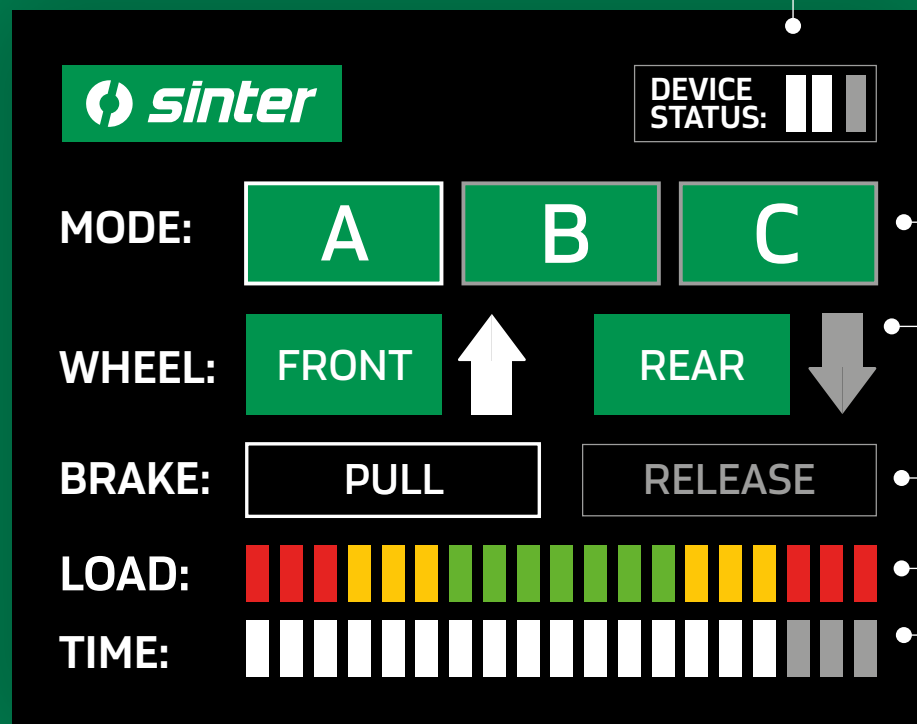 sinter
DEVICE
STATUS:
MODE: A B C
WHEEL: FRONT REAR
BRAKE: PULL RELEASE
LOAD:
TIME: